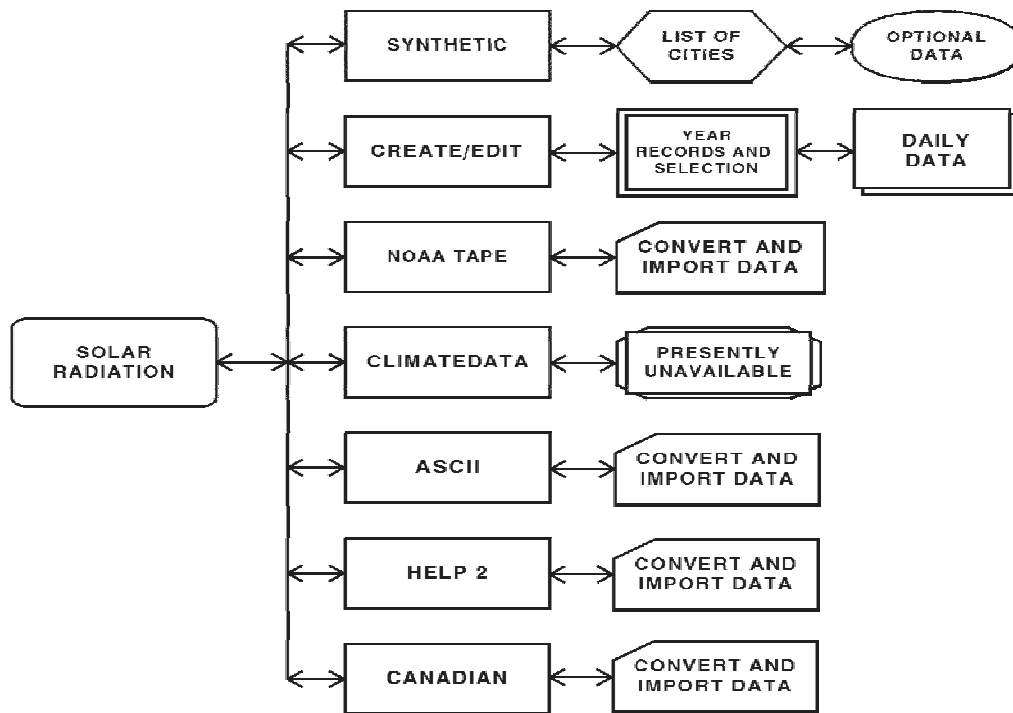 SYNTHETIC
LIST OF
CITIES
OPTIONAL
DATA
CREATE/EDIT
YEAR
RECORDS AND
SELECTION
DAILY
DATA
NOAA TAPE
CONVERT AND
IMPORT DATA
SOLAR
RADIATION
CLIMATEDATA
PRESENTLY
UNAVAILABLE
ASCII
CONVERT AND
IMPORT DATA
HELP 2
CONVERT AND
IMPORT DATA
CANADIAN
CONVERT AND
IMPORT DATA